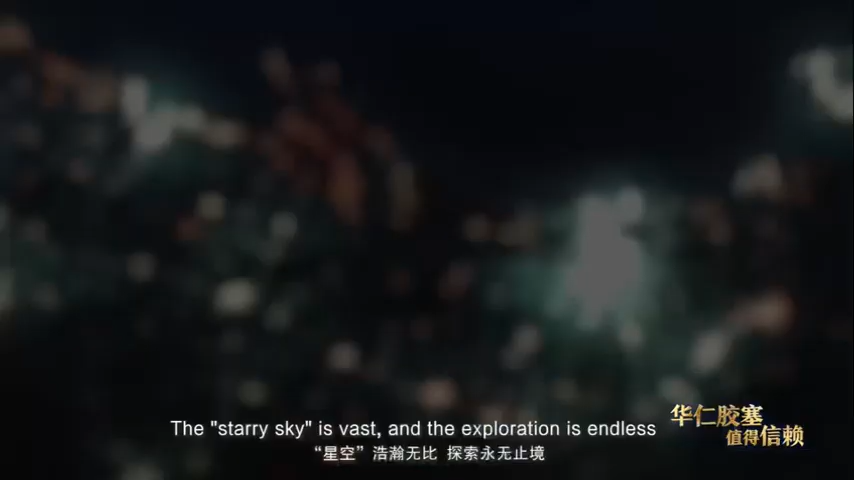 The "starry sky" is vast, and the exploration is endless
“星空”浩瀚无比 探索永无止境
华仁胶塞
值得信赖